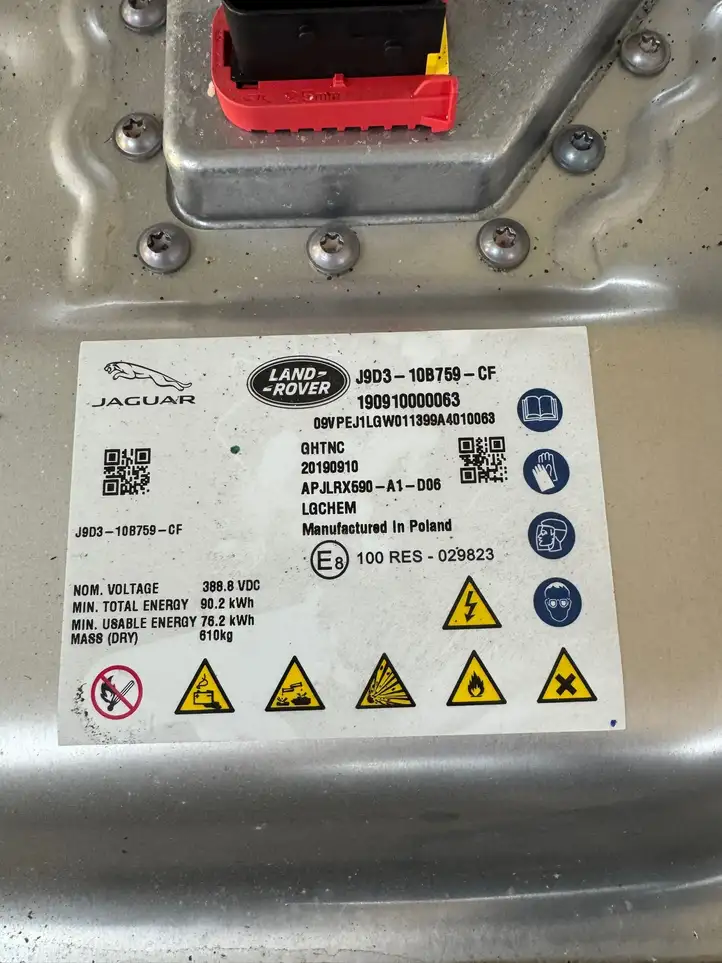 JAGUAR
LAND-
-ROVER
J9D3-10B759-CF
190910000063
09VPEJ1LGW011399A4010063
GHTNC
20190910
APJLRX590-A1-D06
LGCHEM
Manufactured In Poland
E8 100 RES - 029823
J9D3-10B759-CF
NOM. VOLTAGE 388.8 VDC
MIN. TOTAL ENERGY 90.2 kWh
MIN. USABLE ENERGY 76.2 kWh
MASS (DRY) 610kg